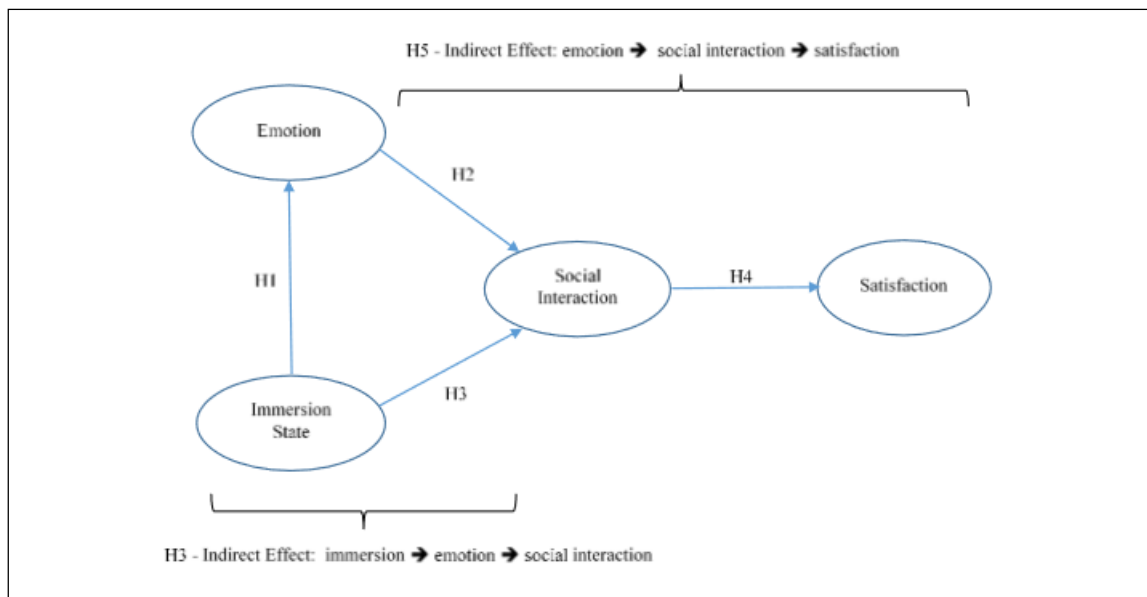 H5 - Indirect Effect: emotion 🡲 social interaction 🡲 satisfaction
Emotion
H2
H1
Social
Interaction
H4
Satisfaction
H3
Immersion
State
H3 - Indirect Effect: immersion 🡲 emotion 🡲 social interaction